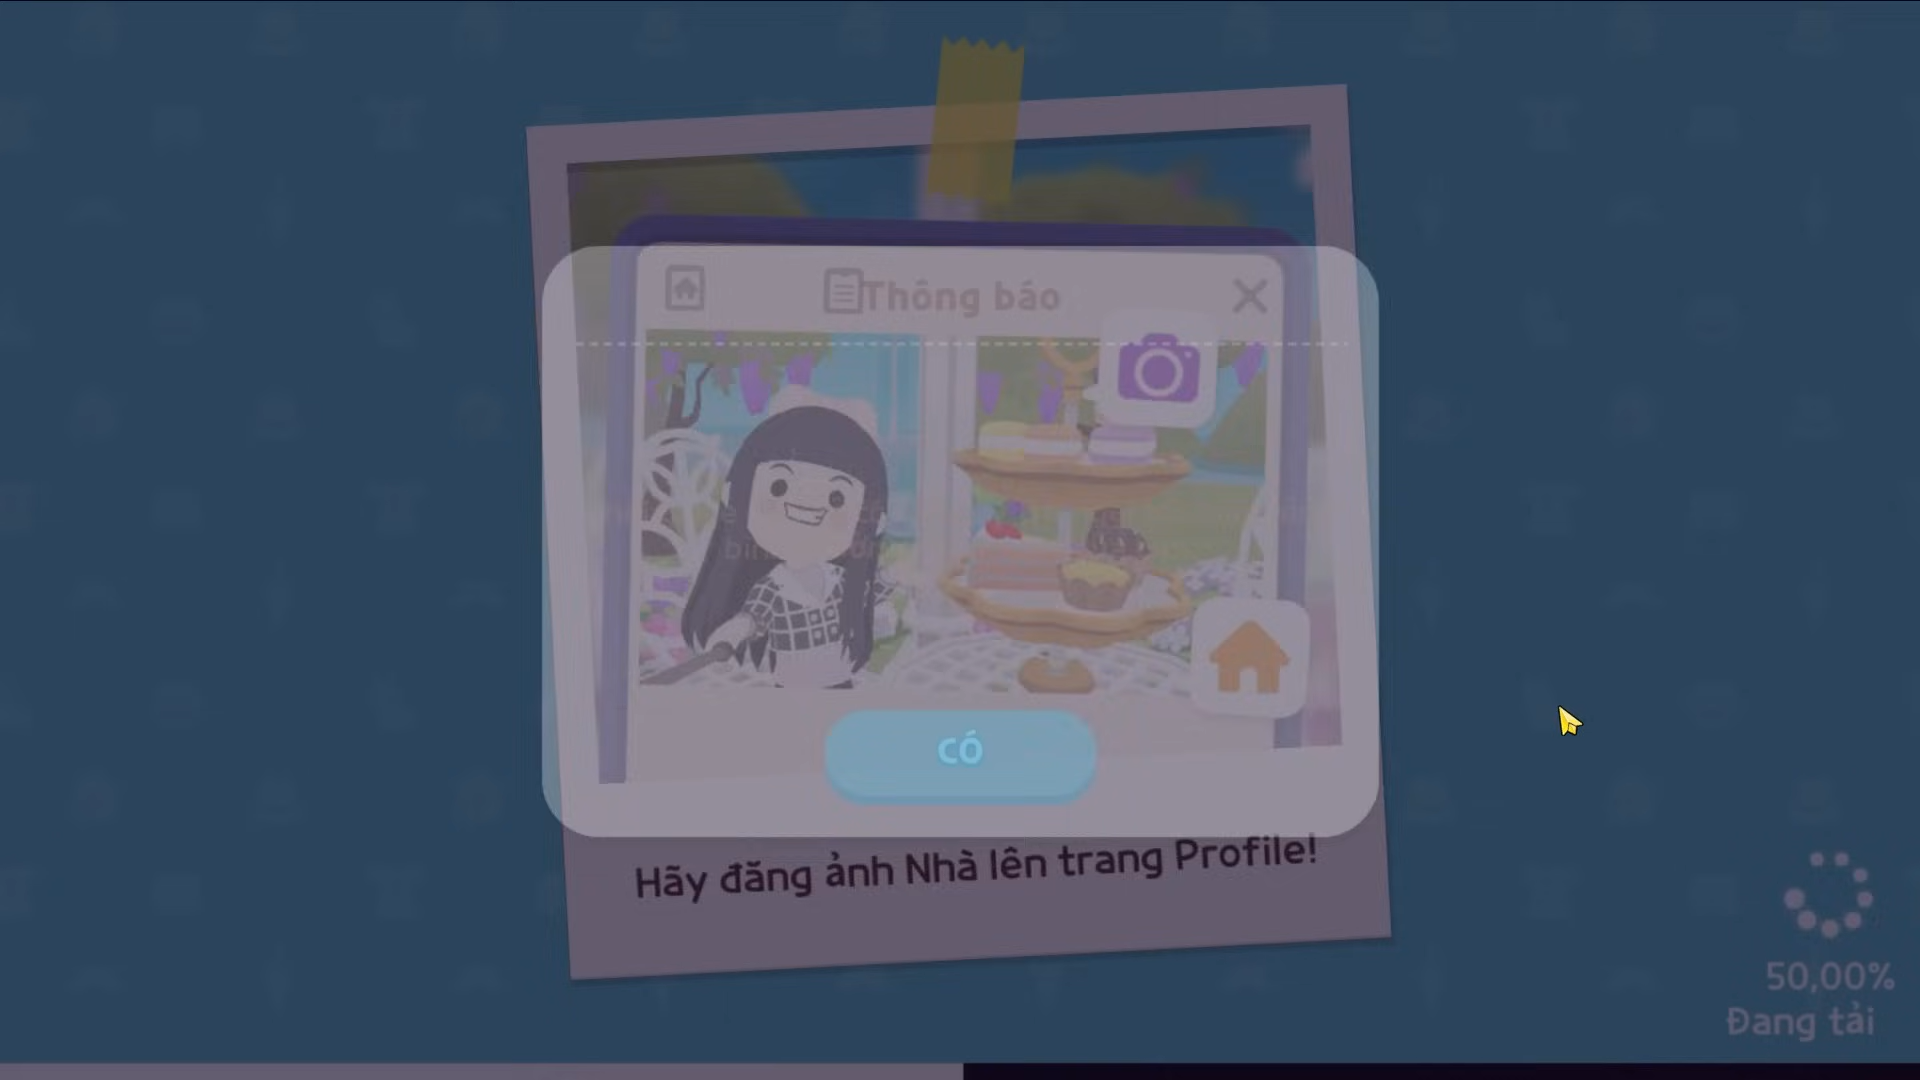 Thông báo
CÓ
Hãy đăng ảnh Nhà lên trang Profile!
50,00%
Đang tải